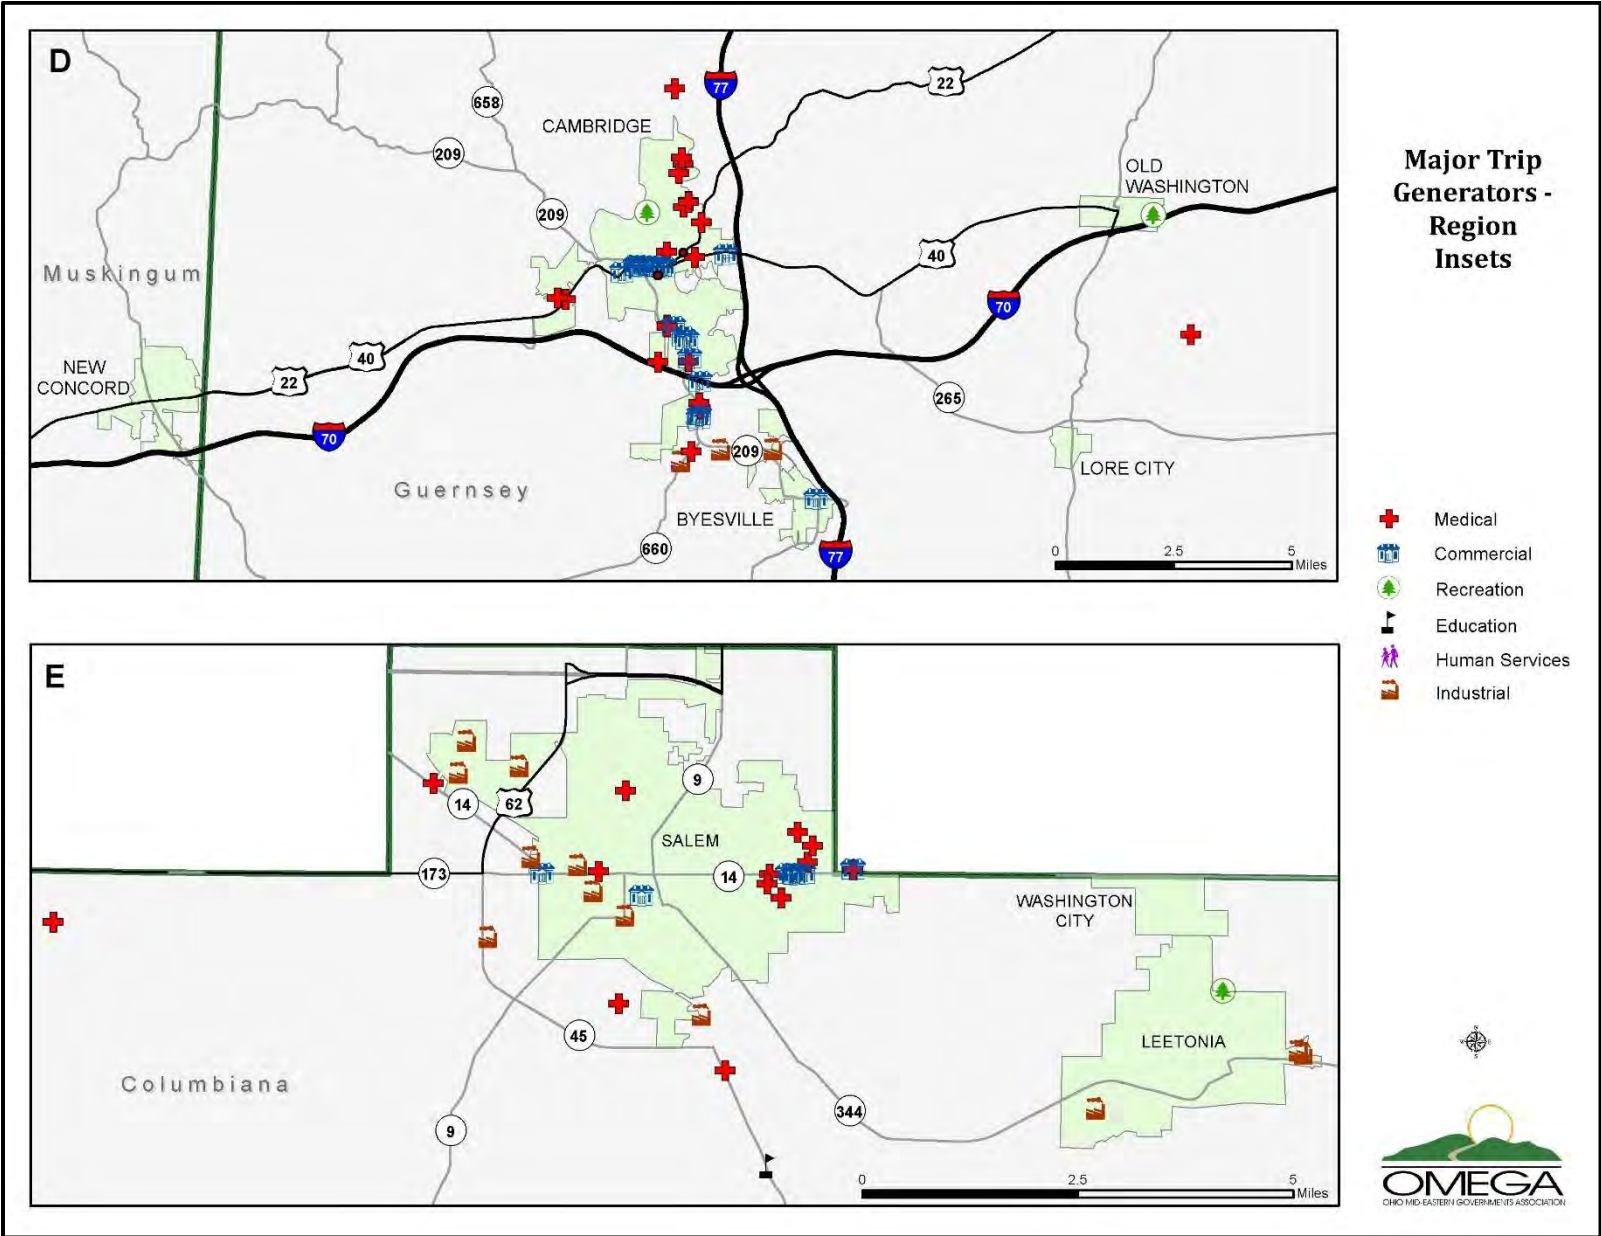 D
77
22
658
CAMBRIDGE
209
OLD
WASHINGTON
209
40
Muskingum
70
NEW
CONCORD
40
22
265
70
209
LORE CITY
Guernsey
BYESVILLE
660
77
0 2.5 5
Miles
Major Trip
Generators -
Region
Insets
Medical
Commercial
Recreation
Education
Human Services
Industrial
E
9
14
62
SALEM
173
14
WASHINGTON
CITY
45
LEETONIA
Columbiana
344
9
0 2.5 5
Miles
OMEGA
OHIO MID-EASTERN GOVERNMENTS ASSOCIATION